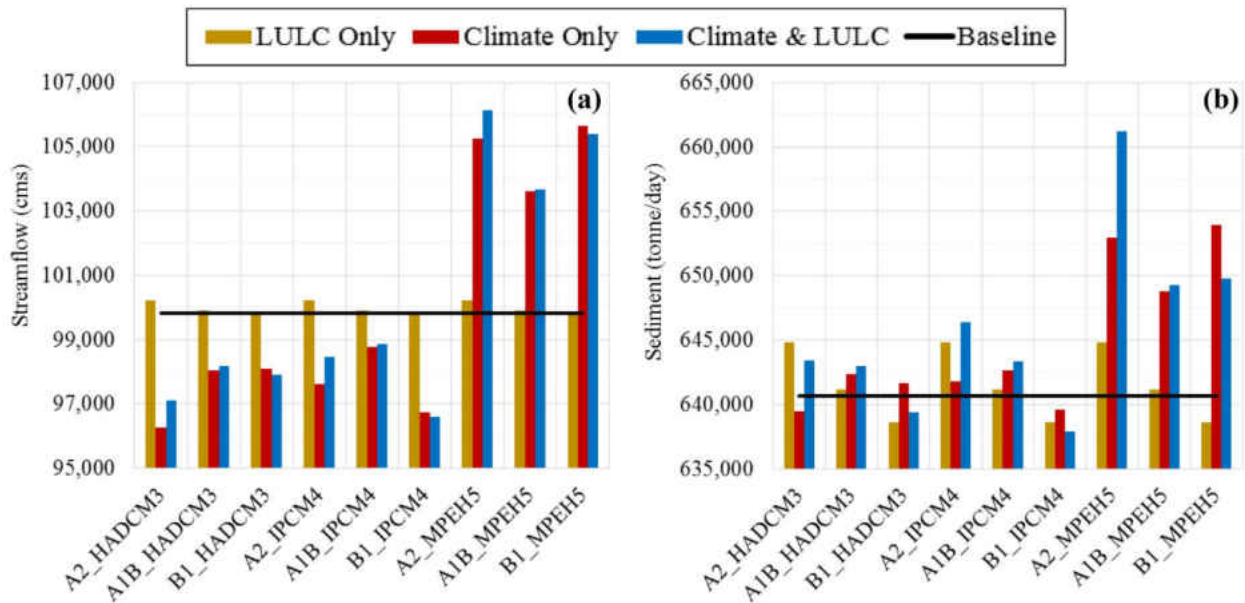 LULC Only Climate Only Climate & LULC Baseline
(a)
Streamflow (cms)
107,000
105,000
103,000
101,000
99,000
97,000
95,000
A2_HADCM3
A1B_HADCM3
B1_HADCM3
A2_IPCM4
A1B_IPCM4
B1_IPCM4
A2_MPEH5
A1B_MPEH5
B1_MPEH5
(b)
Sediment (tonne/day)
665,000
660,000
655,000
650,000
645,000
640,000
635,000
A2_HADCM3
A1B_HADCM3
B1_HADCM3
A2_IPCM4
A1B_IPCM4
B1_IPCM4
A2_MPEH5
A1B_MPEH5
B1_MPEH5